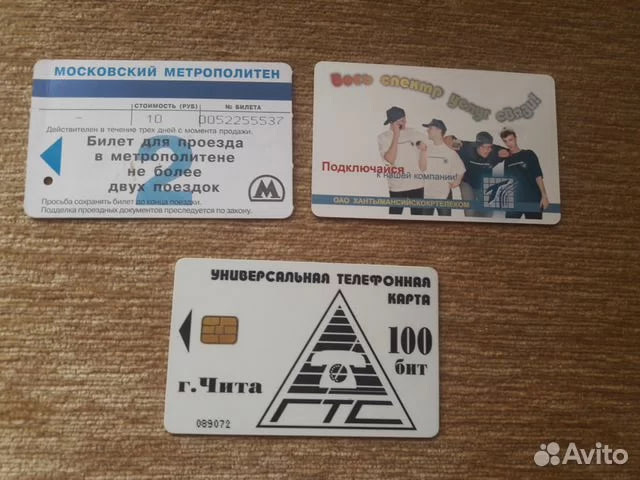 МОСКОВСКИЙ МЕТРОПОЛИТЕН
СТОИМОСТЬ (РУБ) № БИЛЕТА
- 10 0052255537
Действителен в течение трех дней с момента продажи.
2
Билет для проезда
в метрополитене
не более
двух поездок
М
Просьба сохранять билет до конца поездки.
Подделка проездных документов преследуется по закону.
Весь спектр услуг связи!
Подключайся
к нашей компании!
ОАО ХАНТЫМАНСИЙСКОКРТЕЛЕКОМ
УНИВЕРСАЛЬНАЯ ТЕЛЕФОННАЯ
КАРТА
100
бит
г.Чита
ГТС
089072
Avito